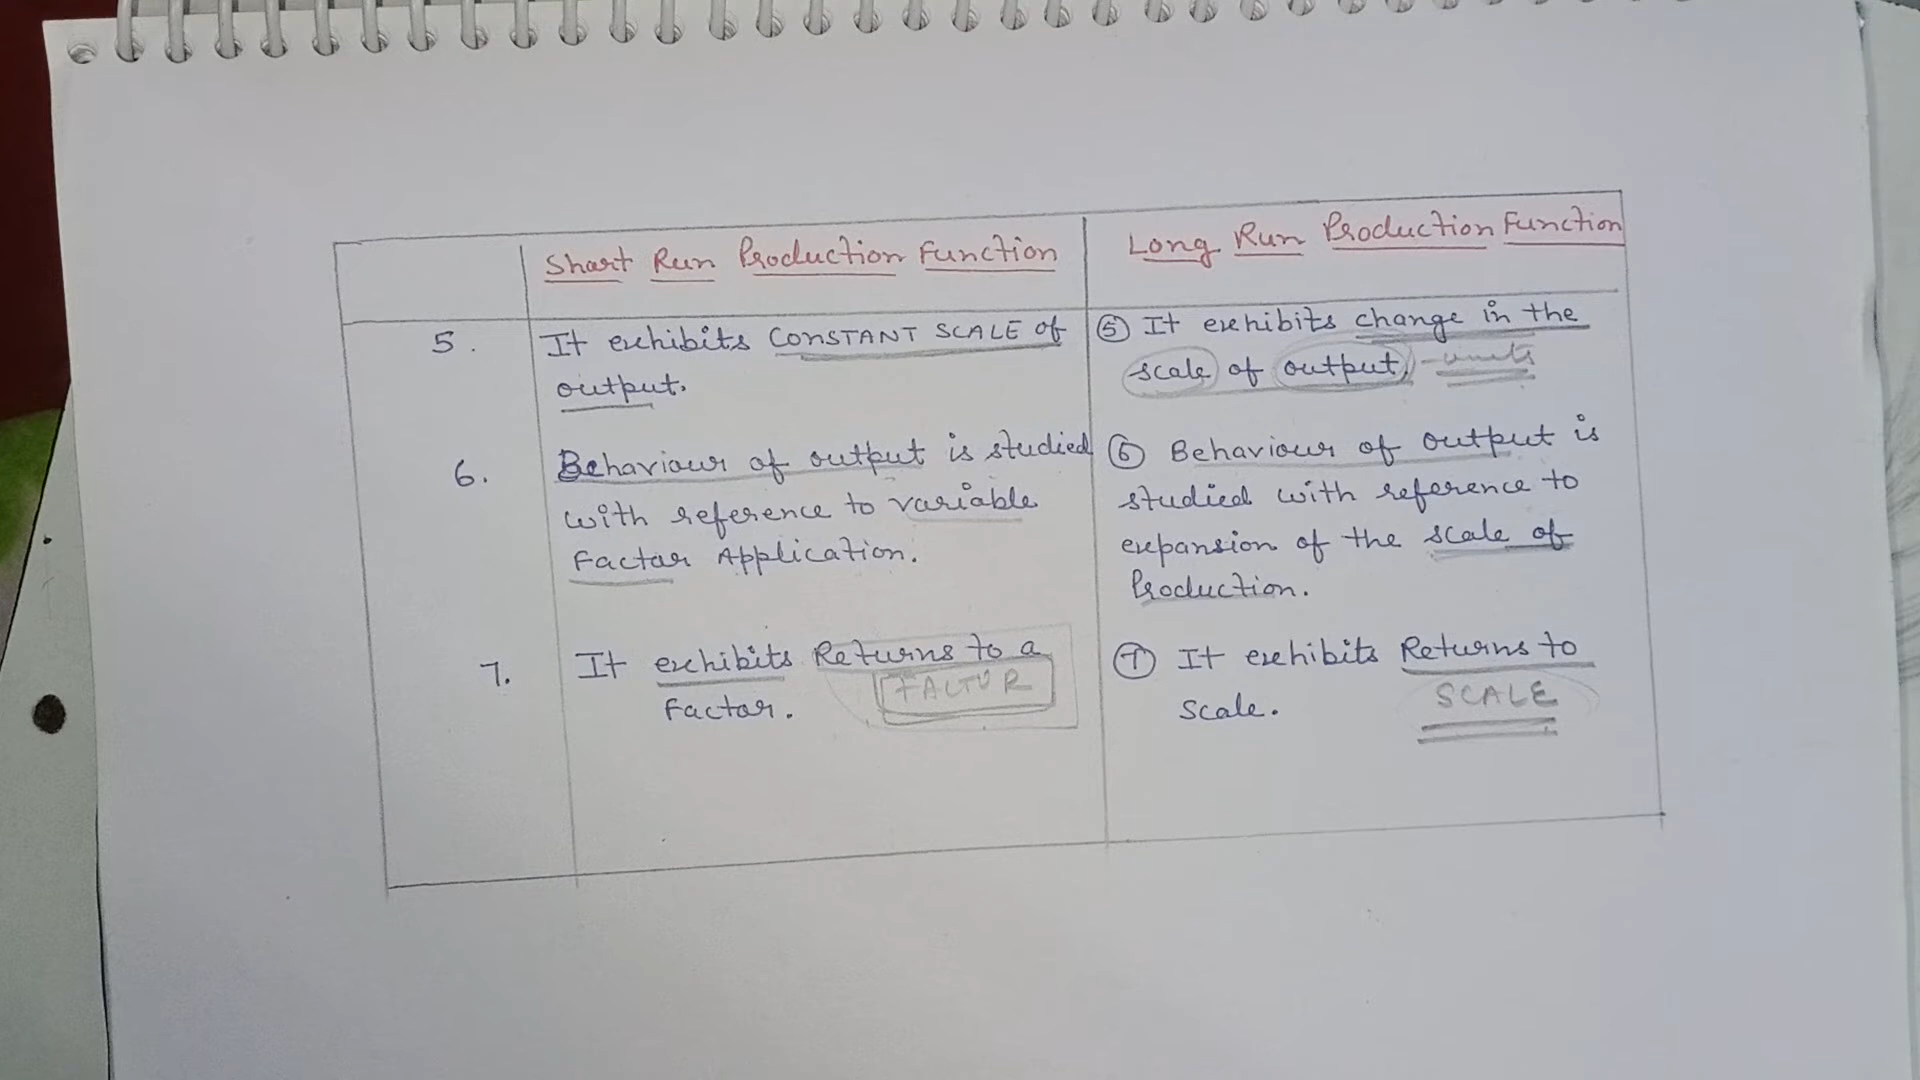 Short Run Production Function
Long Run Production Function
5.
It exhibits CONSTANT SCALE of
output.
⑤ It exhibits change in the
scale of output, - units
6.
Behaviour of output is studied
with reference to variable
Factor Application.
⑥ Behaviour of output is
studied with reference to
expansion of the scale of
Production.
7.
It exhibits Returns to a
FACTOR
Factor.
⑦ It exhibits Returns to
SCALE
Scale.